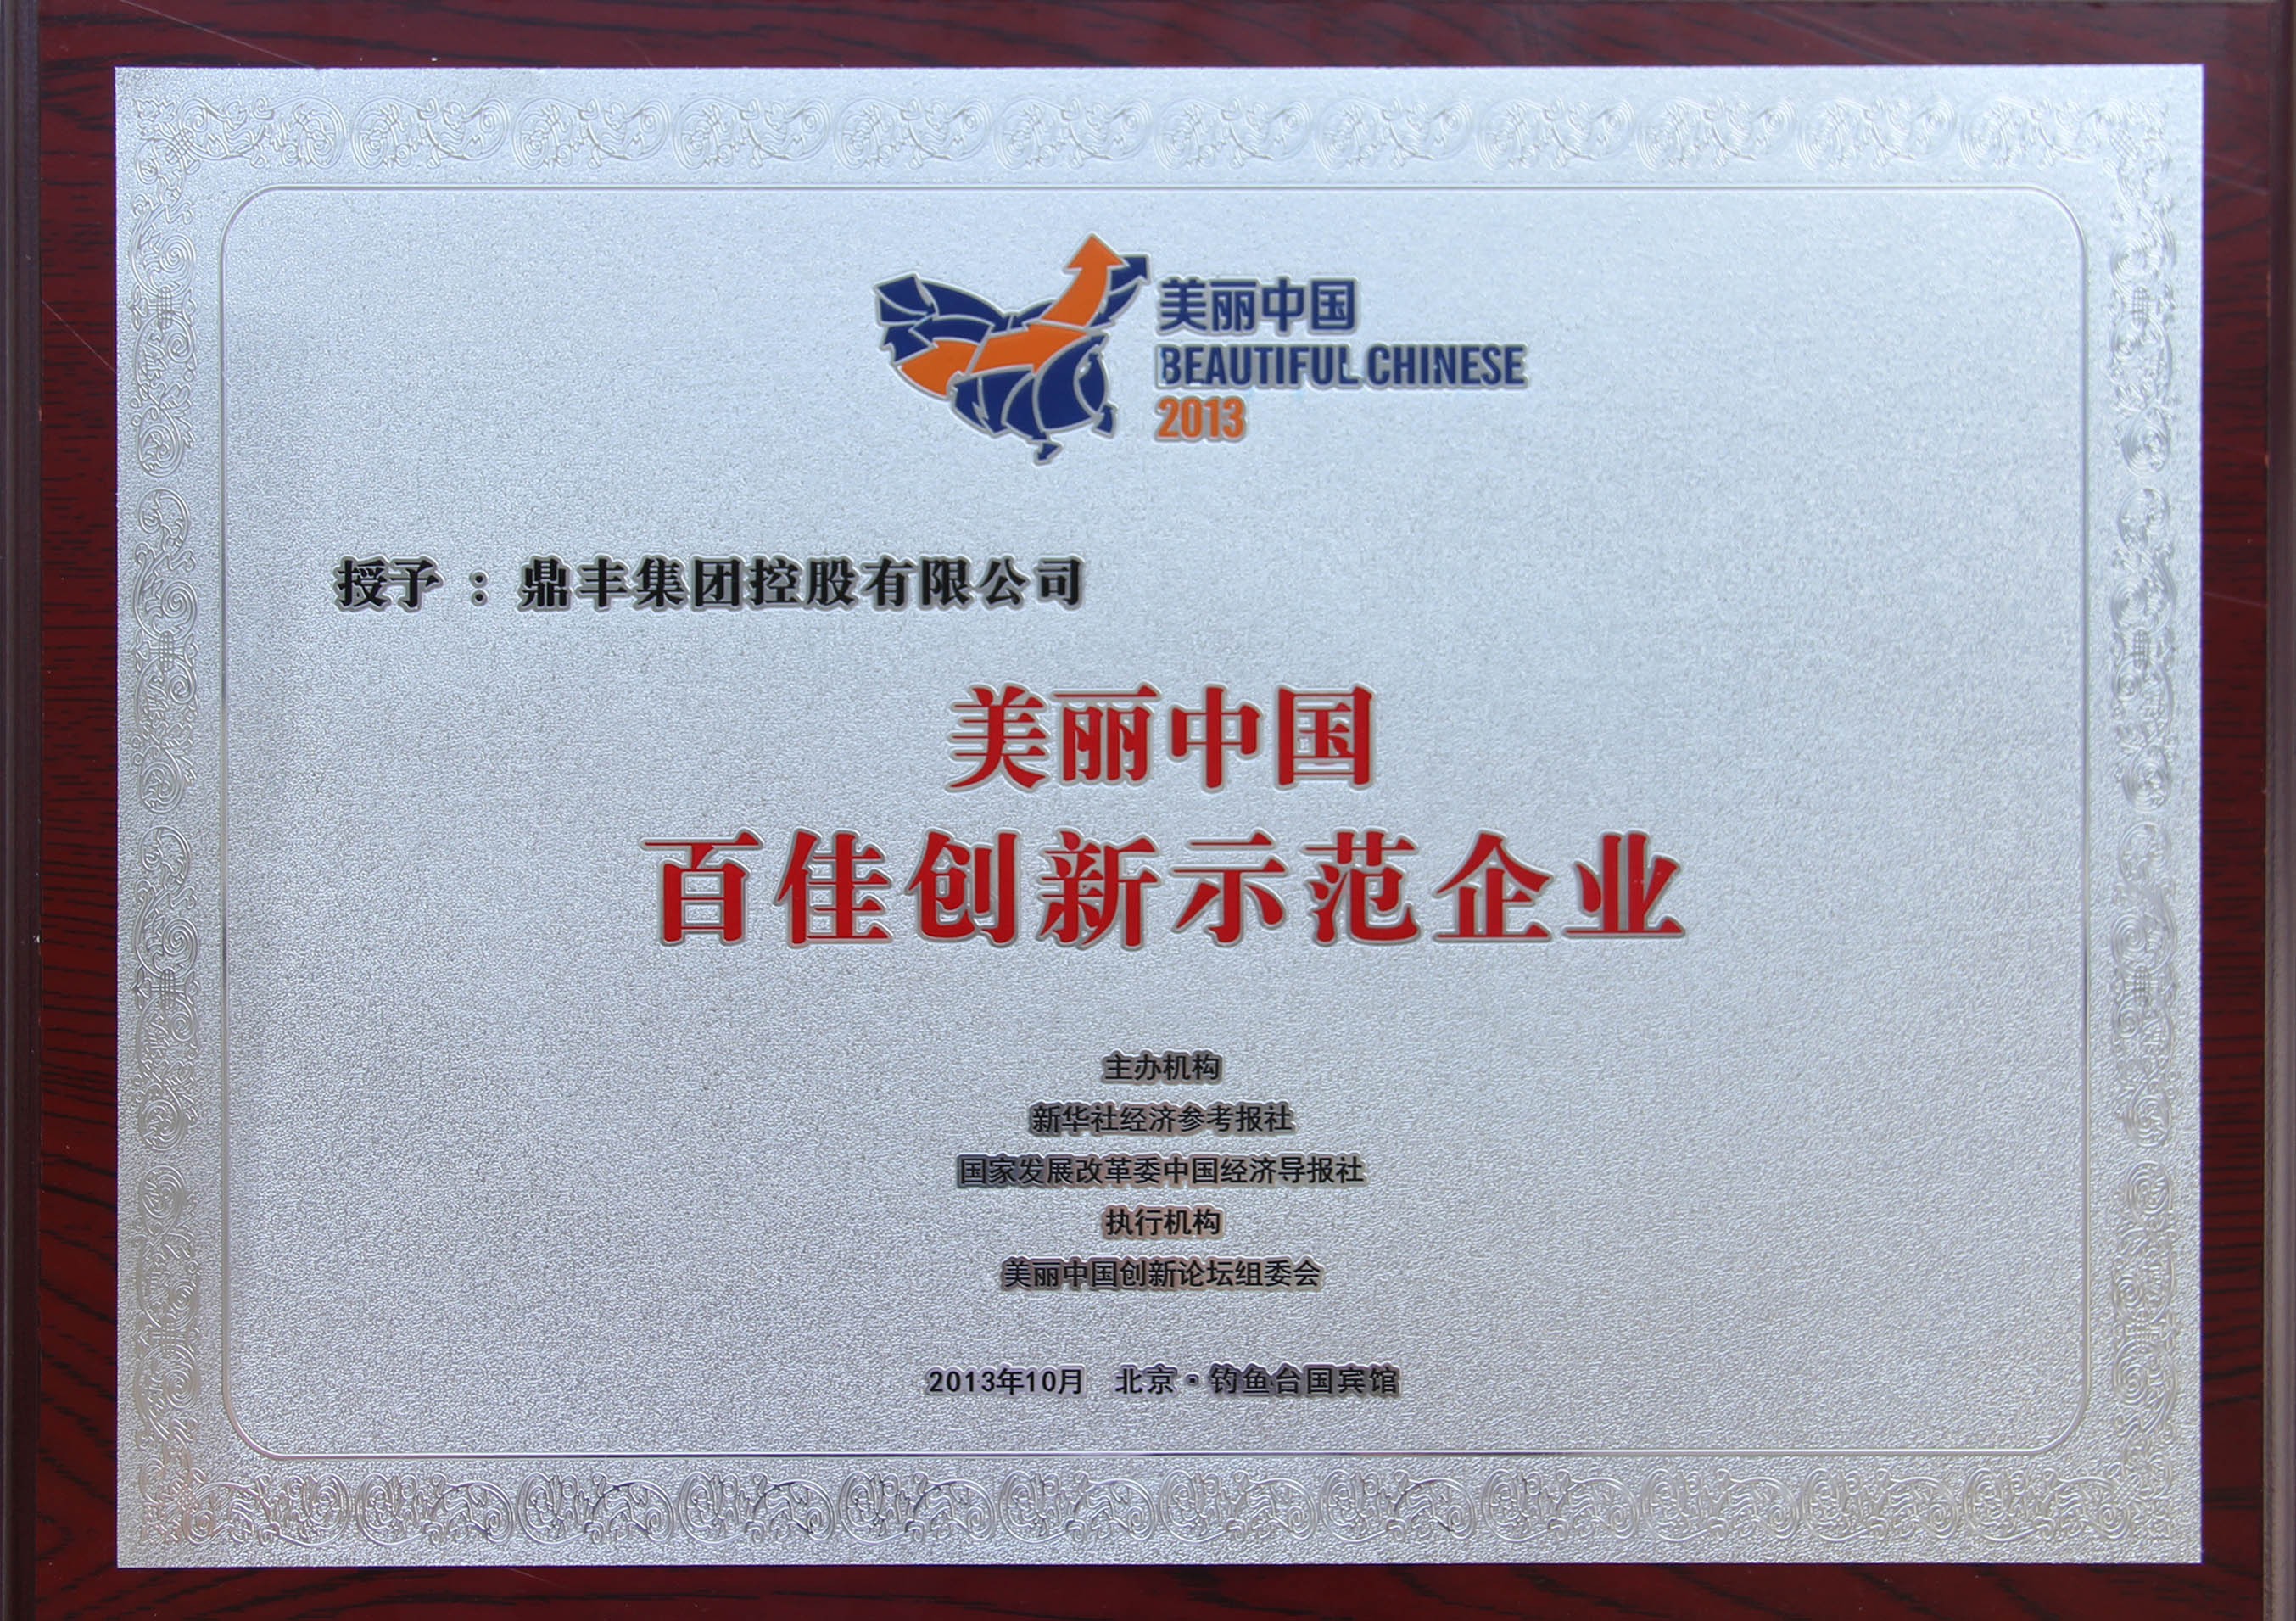 美丽中国
BEAUTIFUL CHINESE
2013
授予：鼎丰集团控股有限公司
美丽中国
百佳创新示范企业
主办机构
新华社经济参考报社
国家发展改革委中国经济导报社
执行机构
美丽中国创新论坛组委会
2013年10月 北京·钓鱼台国宾馆